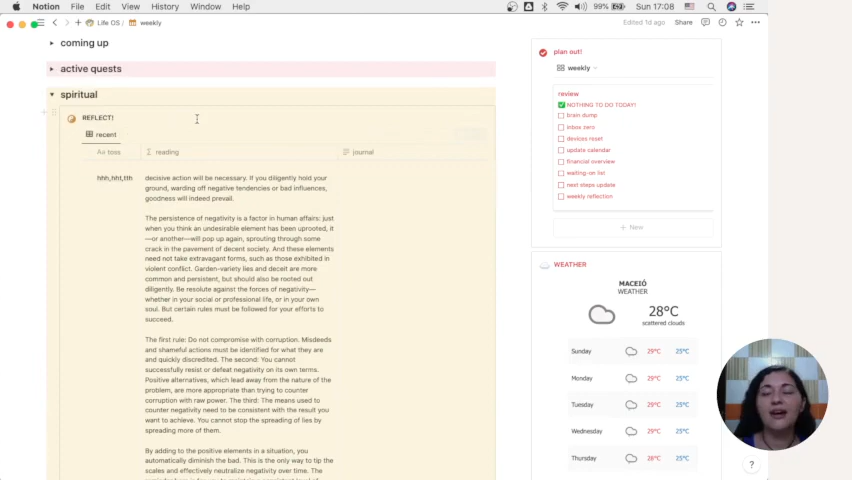 Notion File Edit View History Window Help 99% Sun 17:08
Life OS / weekly Edited 1d ago Share
coming up
active quests
spiritual
REFLECT!
recent
Aa toss reading journal
hhh,hht,tth
decisive action will be necessary. If you diligently hold your
ground, warding off negative tendencies or bad influences,
goodness will indeed prevail.
The persistence of negativity is a factor in human affairs: just
when you think an undesirable element has been uprooted, it
—or another—will pop up again, sprouting through some
crack in the pavement of decent society. And these elements
need not take extravagant forms, such as those exhibited in
violent conflict. Garden-variety lies and deceit are more
common and persistent, but should also be rooted out
diligently. Be resolute against the forces of negativity—
whether in your social or professional life, or in your own
soul. But certain rules must be followed for your efforts to
succeed.
The first rule: Do not compromise with corruption. Misdeeds
and shameful actions must be identified for what they are
and quickly discredited. The second: You cannot
successfully resist or defeat negativity on its own terms.
Positive alternatives, which lead away from the nature of the
problem, are more appropriate than trying to counter
corruption with raw power. The third: The means used to
counter negativity need to be consistent with the result you
want to achieve. You cannot stop the spreading of lies by
spreading more of them.
By adding to the positive elements in a situation, you
automatically diminish the bad. This is the only way to tip the
scales and effectively neutralize negativity over time. The
plan out!
weekly
review
NOTHING TO DO TODAY!
brain dump
inbox zero
devices reset
update calendar
financial overview
waiting-on list
next steps update
weekly reflection
+ New
WEATHER
MACEIÓ
WEATHER
28°C
scattered clouds
Sunday 29°C 25°C
Monday 29°C 25°C
Tuesday 29°C 25°C
Wednesday 29°C 25°C
Thursday 28°C 25°C
?